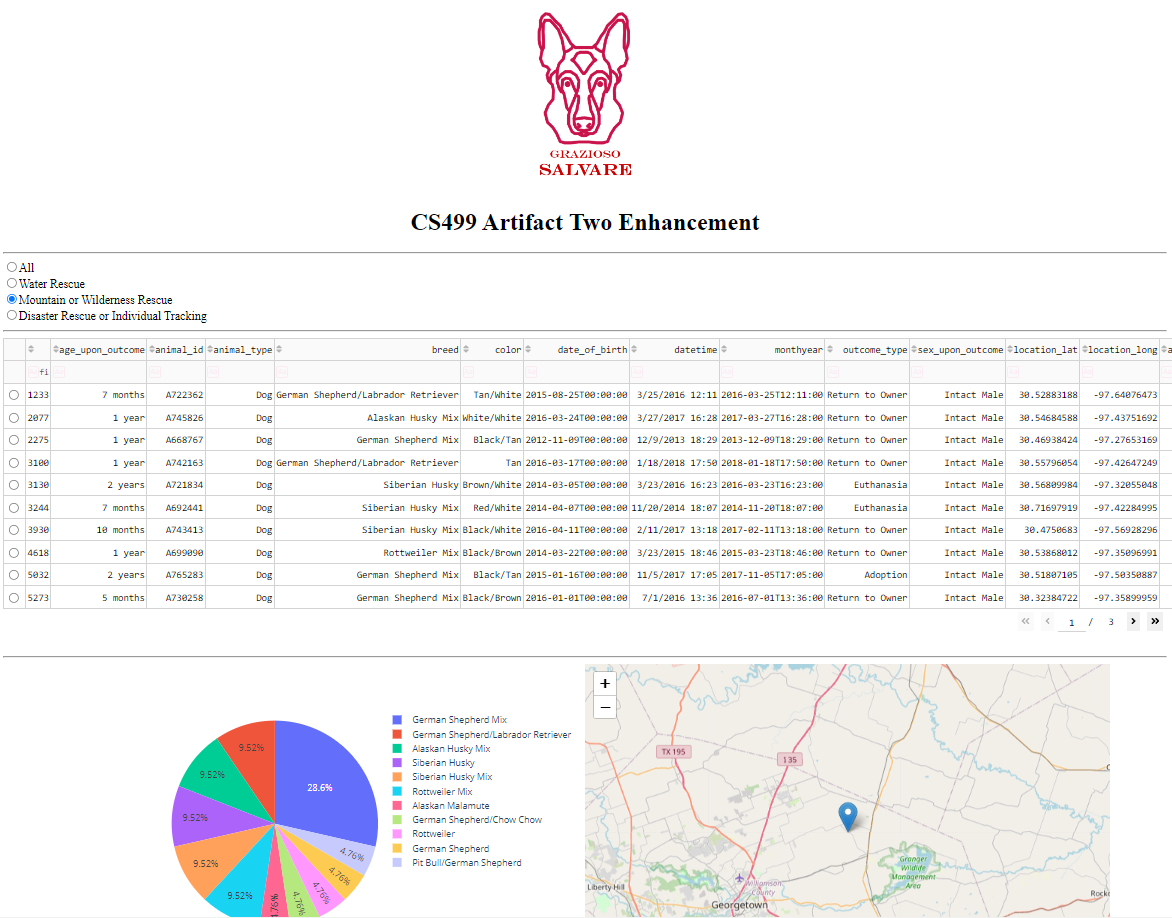 GRAZIOSO
SALVARE
CS499 Artifact Two Enhancement
All
Water Rescue
Mountain or Wilderness Rescue
Disaster Rescue or Individual Tracking
age_upon_outcome animal_id animal_type breed color date_of_birth datetime monthyear outcome_type sex_upon_outcome location_lat location_long a
fi
1233 7 months A722362 Dog German Shepherd/Labrador Retriever Tan/White 2015-08-25T00:00:00 3/25/2016 12:11 2016-03-25T12:11:00 Return to Owner Intact Male 30.52883188 -97.64076473
2077 1 year A745826 Dog Alaskan Husky Mix White/White 2016-03-24T00:00:00 3/27/2017 16:28 2017-03-27T16:28:00 Return to Owner Intact Male 30.54684588 -97.43751692
2275 1 year A668767 Dog German Shepherd Mix Black/Tan 2012-11-09T00:00:00 12/9/2013 18:29 2013-12-09T18:29:00 Return to Owner Intact Male 30.46938424 -97.27653169
3100 1 year A742163 Dog German Shepherd/Labrador Retriever Tan 2016-03-17T00:00:00 1/18/2018 17:50 2018-01-18T17:50:00 Return to Owner Intact Male 30.55796054 -97.42647249
3130 2 years A721834 Dog Siberian Husky Brown/White 2014-03-05T00:00:00 3/23/2016 16:23 2016-03-23T16:23:00 Euthanasia Intact Male 30.56809984 -97.32055048
3244 7 months A692441 Dog Siberian Husky Mix Red/White 2014-04-07T00:00:00 11/20/2014 18:07 2014-11-20T18:07:00 Euthanasia Intact Male 30.71697919 -97.42284995
3930 10 months A743413 Dog Siberian Husky Mix Black/White 2016-04-11T00:00:00 2/11/2017 13:18 2017-02-11T13:18:00 Return to Owner Intact Male 30.4750683 -97.56928296
4618 1 year A699090 Dog Rottweiler Mix Black/Brown 2014-03-22T00:00:00 3/23/2015 18:46 2015-03-23T18:46:00 Return to Owner Intact Male 30.53868012 -97.35096991
5032 2 years A765283 Dog German Shepherd Mix Black/Tan 2015-01-16T00:00:00 11/5/2017 17:05 2017-11-05T17:05:00 Adoption Intact Male 30.51807105 -97.50350887
5273 5 months A730258 Dog German Shepherd Mix Black/Brown 2016-01-01T00:00:00 7/1/2016 13:36 2016-07-01T13:36:00 Return to Owner Intact Male 30.32384722 -97.35899959
1 / 3
28.6%
9.52%
9.52%
9.52%
9.52%
9.52%
4.76%
4.76%
4.76%
4.76%
4.76%
German Shepherd Mix
German Shepherd/Labrador Retriever
Alaskan Husky Mix
Siberian Husky
Siberian Husky Mix
Rottweiler Mix
Alaskan Malamute
German Shepherd/Chow Chow
Rottweiler
German Shepherd
Pit Bull/German Shepherd
+
−
TX 195
I 35
Granger
Wildlife
Management
Area
Williamson
County
Liberty Hill
Georgetown
Rock